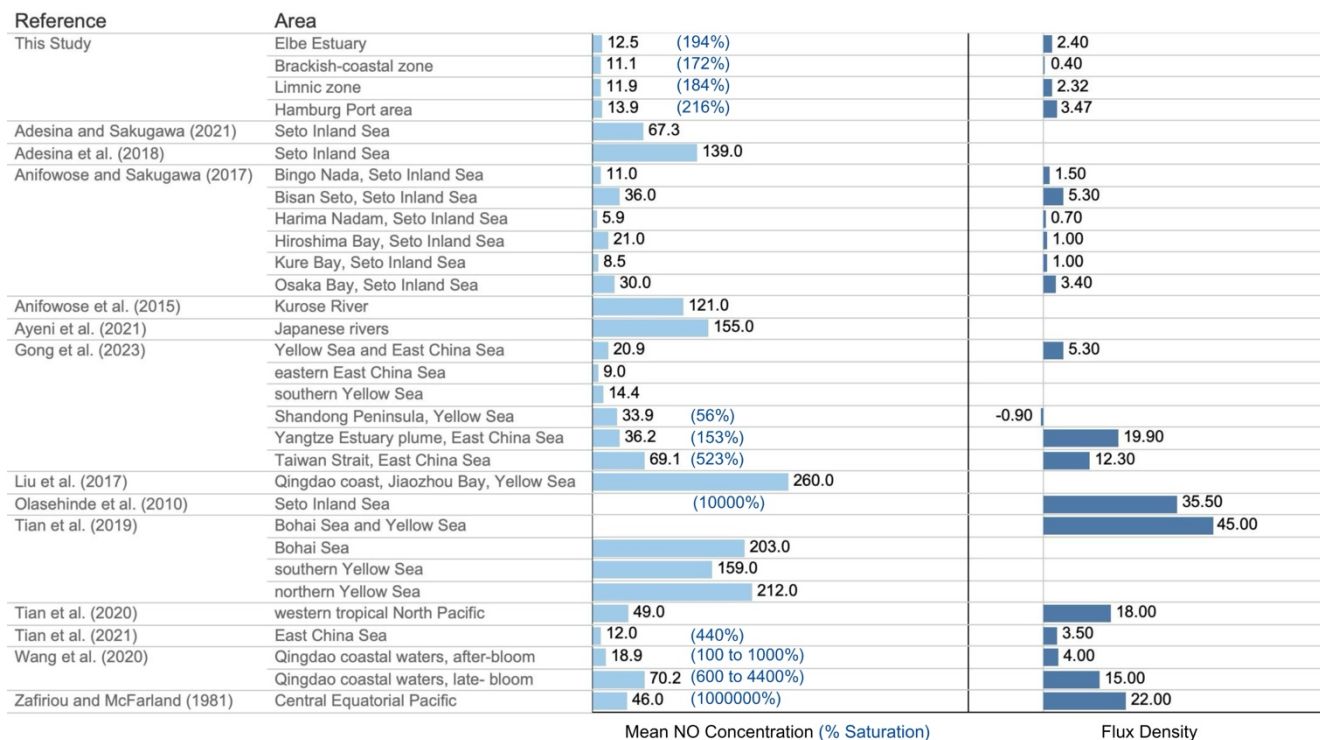 Reference Area
This Study Elbe Estuary 12.5 (194%) 2.40
Brackish-coastal zone 11.1 (172%) 0.40
Limnic zone 11.9 (184%) 2.32
Hamburg Port area 13.9 (216%) 3.47
Adesina and Sakugawa (2021) Seto Inland Sea 67.3
Adesina et al. (2018) Seto Inland Sea 139.0
Anifowose and Sakugawa (2017) Bingo Nada, Seto Inland Sea 11.0 1.50
Bisan Seto, Seto Inland Sea 36.0 5.30
Harima Nadam, Seto Inland Sea 5.9 0.70
Hiroshima Bay, Seto Inland Sea 21.0 1.00
Kure Bay, Seto Inland Sea 8.5 1.00
Osaka Bay, Seto Inland Sea 30.0 3.40
Anifowose et al. (2015) Kurose River 121.0
Ayeni et al. (2021) Japanese rivers 155.0
Gong et al. (2023) Yellow Sea and East China Sea 20.9 5.30
eastern East China Sea 9.0
southern Yellow Sea 14.4
Shandong Peninsula, Yellow Sea 33.9 (56%) -0.90
Yangtze Estuary plume, East China Sea 36.2 (153%) 19.90
Taiwan Strait, East China Sea 69.1 (523%) 12.30
Liu et al. (2017) Qingdao coast, Jiaozhou Bay, Yellow Sea 260.0
Olasehinde et al. (2010) Seto Inland Sea (10000%) 35.50
Tian et al. (2019) Bohai Sea and Yellow Sea 45.00
Bohai Sea 203.0
southern Yellow Sea 159.0
northern Yellow Sea 212.0
Tian et al. (2020) western tropical North Pacific 49.0 18.00
Tian et al. (2021) East China Sea 12.0 (440%) 3.50
Wang et al. (2020) Qingdao coastal waters, after-bloom 18.9 (100 to 1000%) 4.00
Qingdao coastal waters, late- bloom 70.2 (600 to 4400%) 15.00
Zafiriou and McFarland (1981) Central Equatorial Pacific 46.0 (1000000%) 22.00
Mean NO Concentration (% Saturation) Flux Density